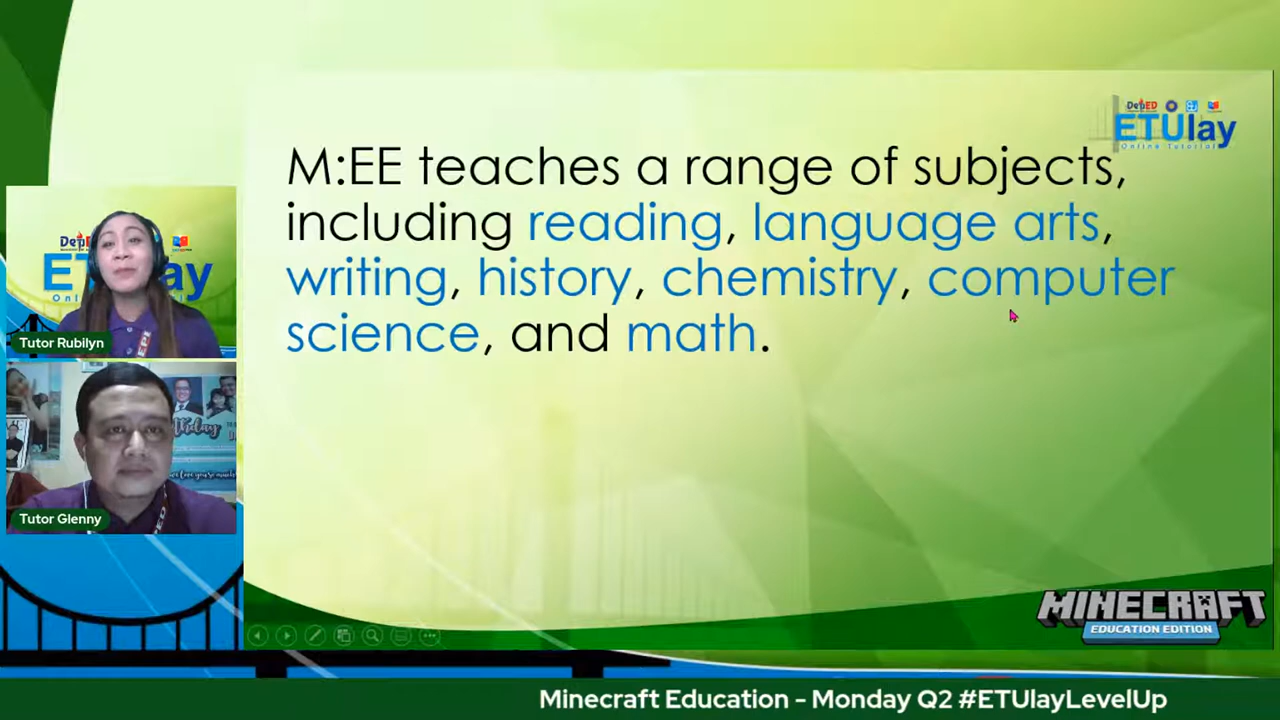 DepED
ETUlay
Online Tutorial
M:EE teaches a range of subjects,
including reading, language arts,
writing, history, chemistry, computer
science, and math.
Tutor Rubilyn
Tutor Glenny
MINECRAFT
EDUCATION EDITION
Minecraft Education - Monday Q2 #ETUlayLevelUp